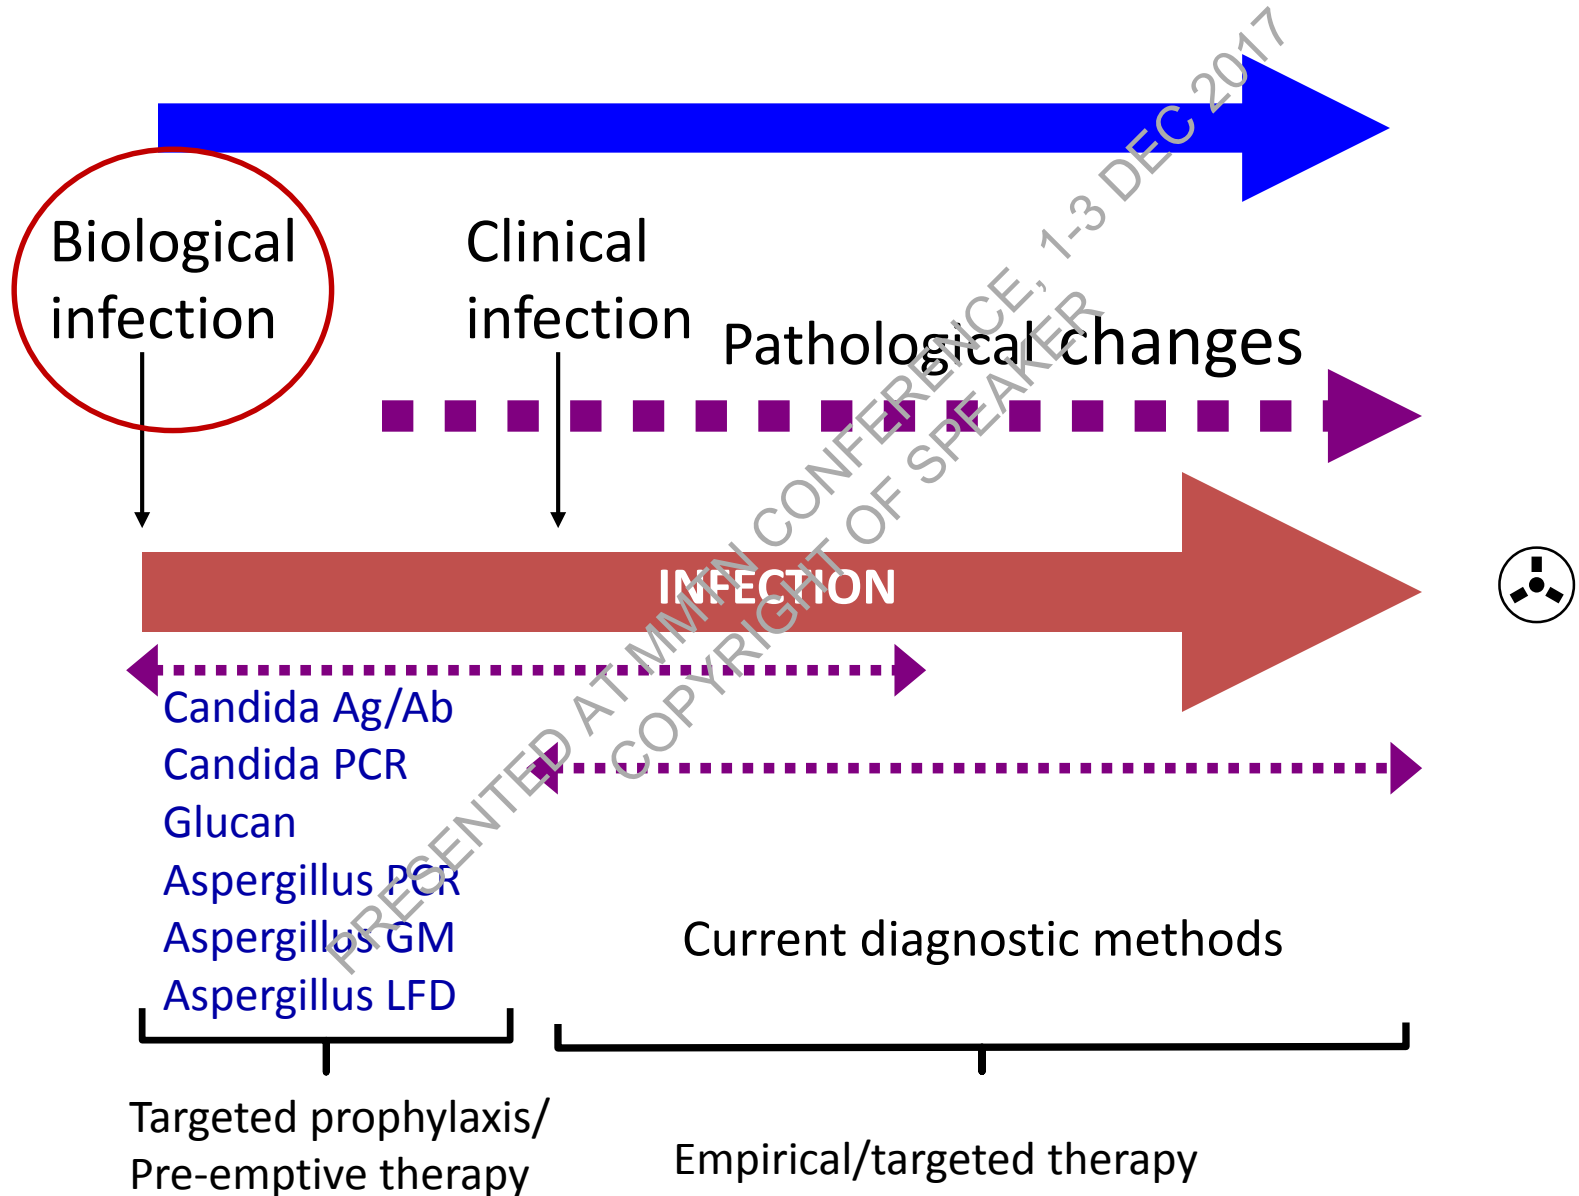 Biological
infection
Clinical
infection
Pathological changes
INFECTION
Candida Ag/Ab
Candida PCR
Glucan
Aspergillus PCR
Aspergillus GM
Aspergillus LFD
Current diagnostic methods
Targeted prophylaxis/
Pre-emptive therapy
Empirical/targeted therapy
PRESENTED AT MMTN CONFERENCE, 1-3 DEC 2017
COPYRIGHT OF SPEAKER